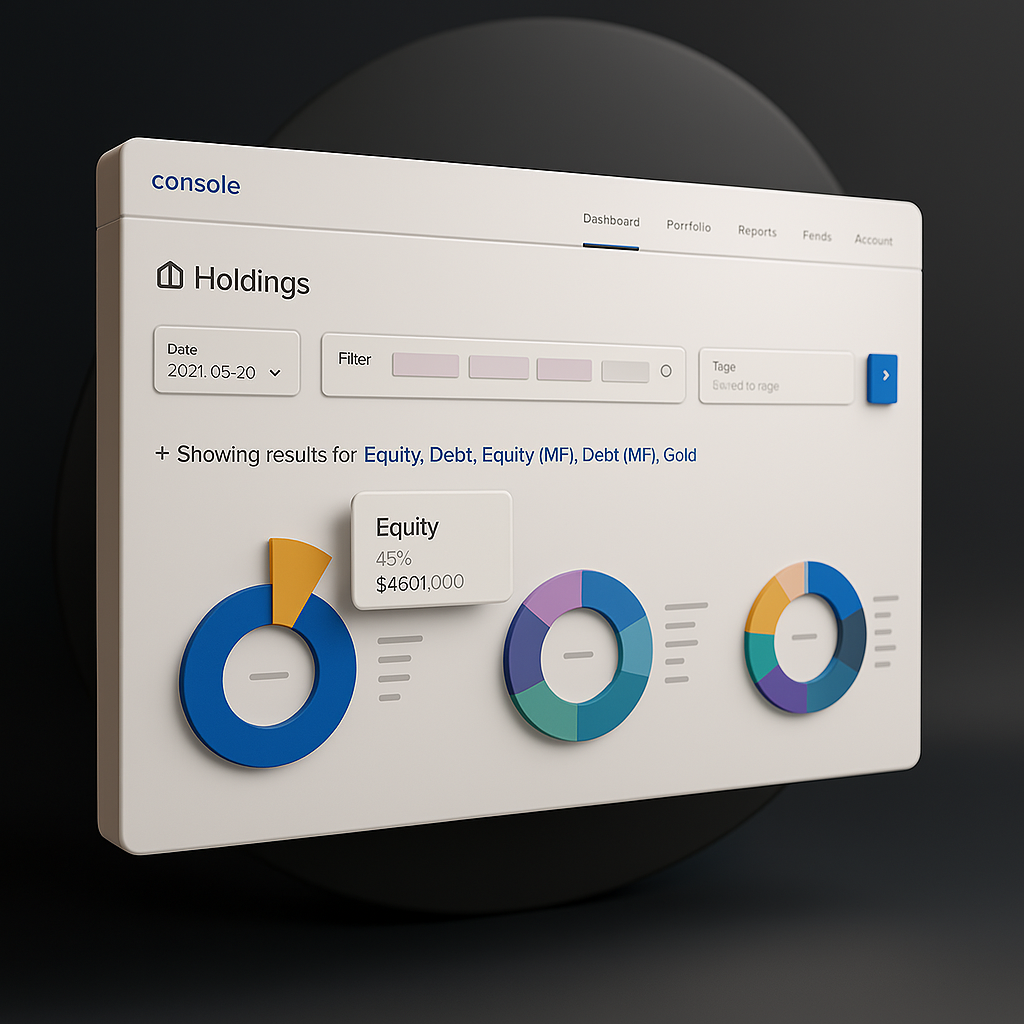 console
Dashboard
Porrfolio
Reports
Fends
Account
Holdings
Date
2021. 05-20
Filter
Tage
to rage
+ Showing results for Equity, Debt, Equity (MF), Debt (MF), Gold
Equity
45%
$4601,000